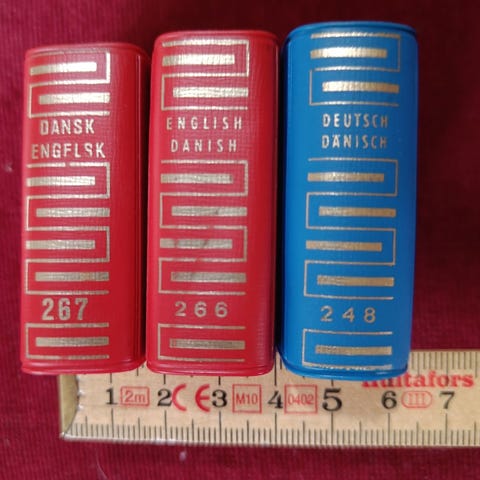 DANSK
ENGELSK
267
ENGLISH
DANISH
266
DEUTSCH
DÄNISCH
248
Hultafors
1 2m 2 CE 3 M10 4 0402 5 6 III 7